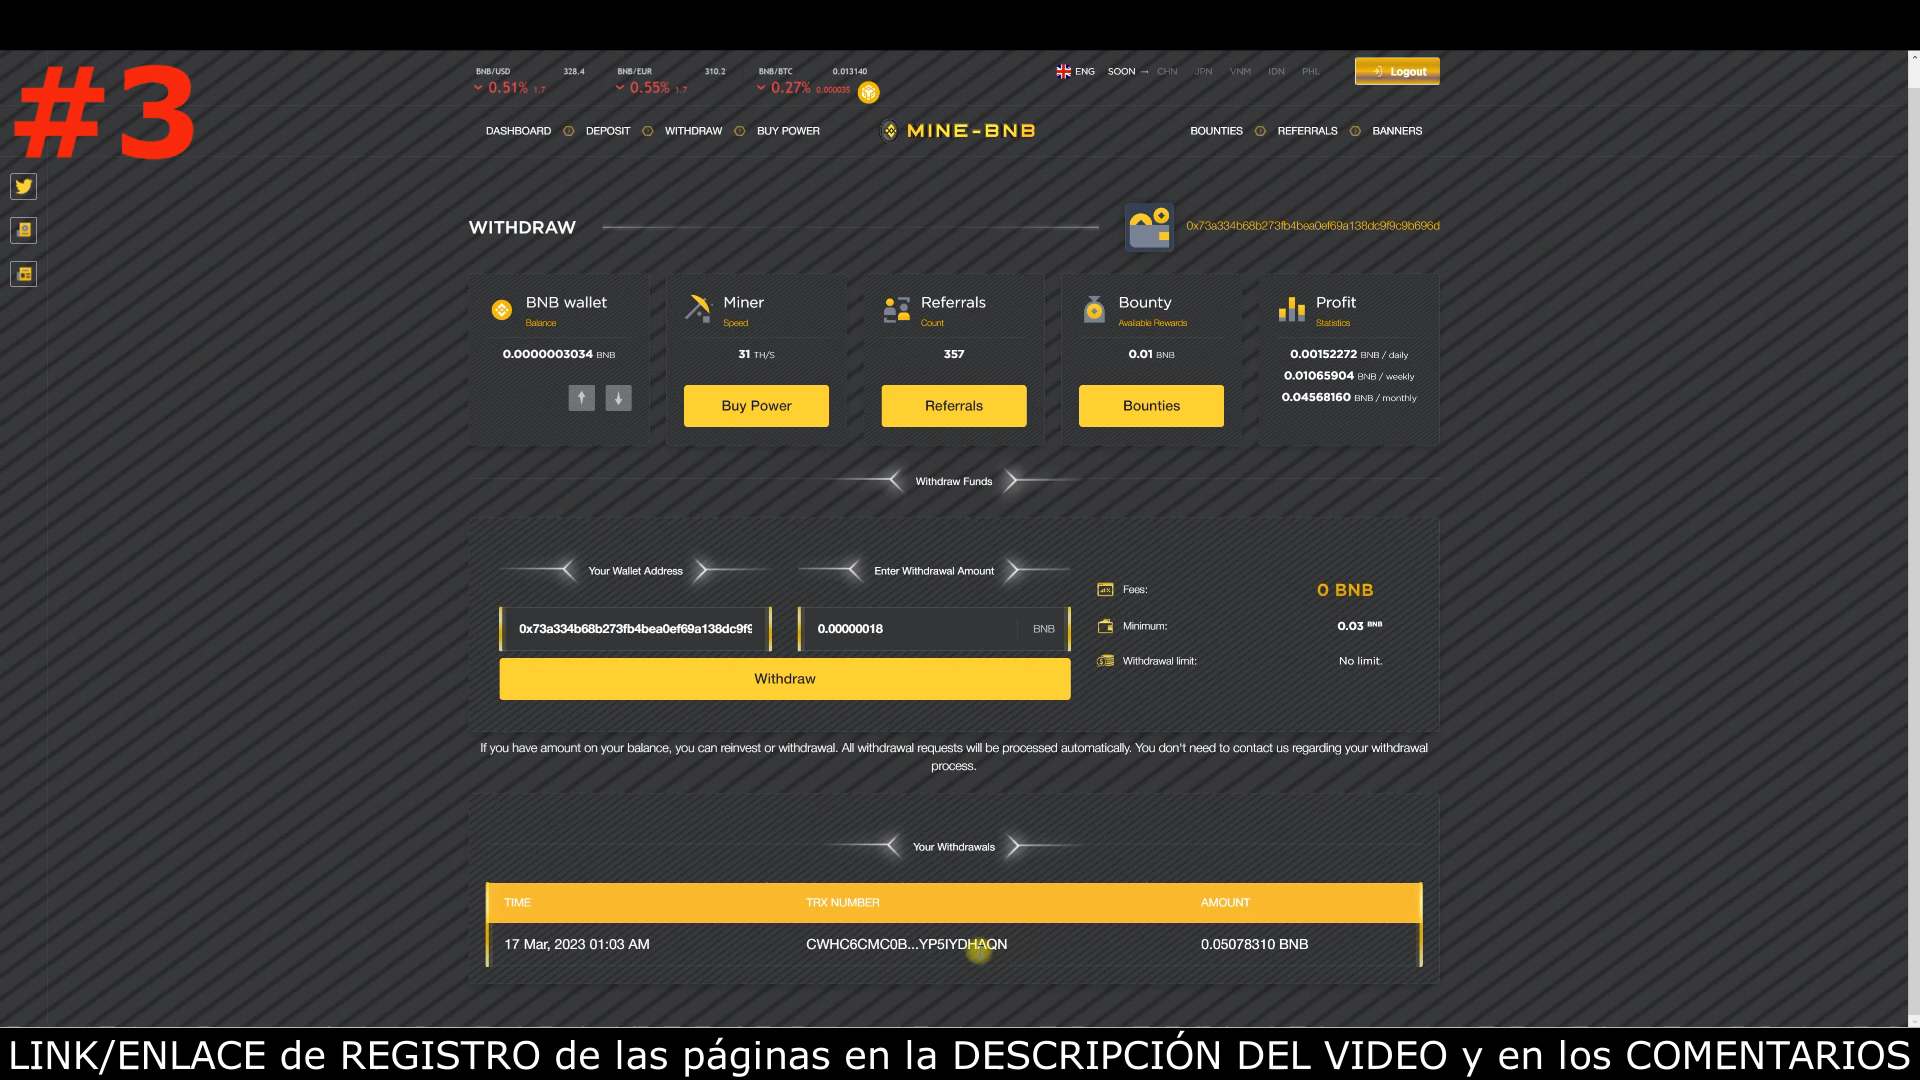 #3
BNB/USD 328.4 BNB/EUR 310.2 BNB/BTC 0.013140
0.51% 1.7 0.55% 1.7 0.27% 0.000035
ENG SOON → CHN JPN VNM IDN PHL Logout
DASHBOARD DEPOSIT WITHDRAW BUY POWER MINE-BNB BOUNTIES REFERRALS BANNERS
WITHDRAW 0x73a334b68b273fb4bea0ef69a138dc9f9c9b696d
BNB wallet Miner Referrals Bounty Profit
Balance Speed Count Available Rewards Statistics
0.0000003034 BNB 31 TH/S 357 0.01 BNB 0.00152272 BNB / daily
0.01065904 BNB / weekly
0.04568160 BNB / monthly
Buy Power Referrals Bounties
Withdraw Funds
Your Wallet Address Enter Withdrawal Amount
Fees: 0 BNB
0x73a334b68b273fb4bea0ef69a138dc9f9 0.00000018 BNB
Minimum: 0.03 BNB
Withdrawal limit: No limit.
Withdraw
If you have amount on your balance, you can reinvest or withdrawal. All withdrawal requests will be processed automatically. You don't need to contact us regarding your withdrawal
process.
Your Withdrawals
TIME TRX NUMBER AMOUNT
17 Mar, 2023 01:03 AM CWHC6CMC0B...YP5IYDHAQN 0.05078310 BNB
LINK/ENLACE de REGISTRO de las páginas en la DESCRIPCIÓN DEL VIDEO y en los COMENTARIOS